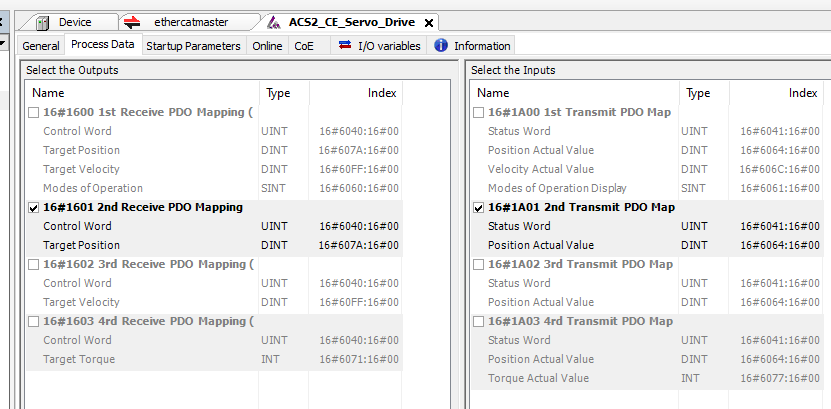 Device ethercatmaster ACS2_CE_Servo_Drive
General Process Data Startup Parameters Online CoE I/O variables Information
Select the Outputs
Name Type Index
16#1600 1st Receive PDO Mapping (
Control Word UINT 16#6040:16#00
Target Position DINT 16#607A:16#00
Target Velocity DINT 16#60FF:16#00
Modes of Operation SINT 16#6060:16#00
16#1601 2nd Receive PDO Mapping
Control Word UINT 16#6040:16#00
Target Position DINT 16#607A:16#00
16#1602 3rd Receive PDO Mapping (
Control Word UINT 16#6040:16#00
Target Velocity DINT 16#60FF:16#00
16#1603 4rd Receive PDO Mapping (
Control Word UINT 16#6040:16#00
Target Torque INT 16#6071:16#00
Select the Inputs
Name Type Index
16#1A00 1st Transmit PDO Map
Status Word UINT 16#6041:16#00
Position Actual Value DINT 16#6064:16#00
Velocity Actual Value DINT 16#606C:16#00
Modes of Operation Display SINT 16#6061:16#00
16#1A01 2nd Transmit PDO Map
Status Word UINT 16#6041:16#00
Position Actual Value DINT 16#6064:16#00
16#1A02 3rd Transmit PDO Map
Status Word UINT 16#6041:16#00
Position Actual Value DINT 16#6064:16#00
16#1A03 4rd Transmit PDO Map
Status Word UINT 16#6041:16#00
Position Actual Value DINT 16#6064:16#00
Torque Actual Value INT 16#6077:16#00